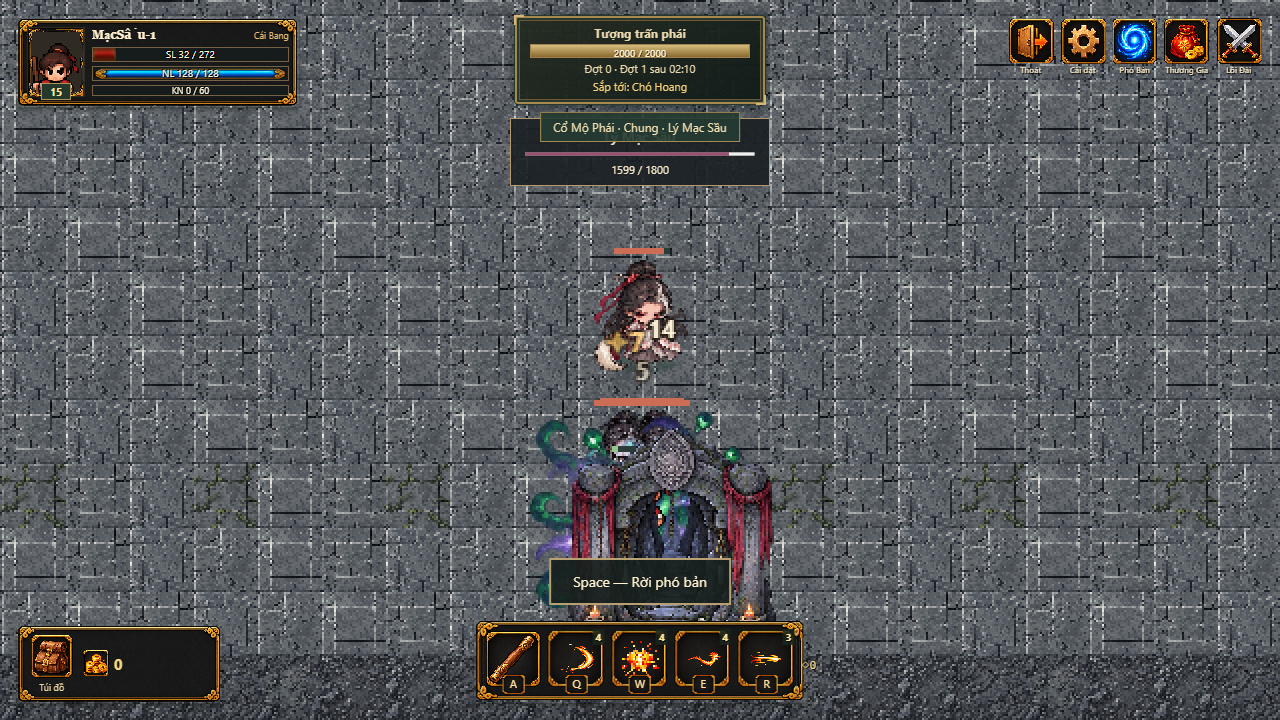 MạcSầu-1
Cái Bang
SL 32 / 272
NL 128 / 128
KN 0 / 60
15
Tượng trấn phái
2000 / 2000
Đợt 0 · Đợt 1 sau 02:10
Sắp tới: Chó Hoang
Cổ Mộ Phái · Chung · Lý Mạc Sầu
1599 / 1800
Thoát
Cài đặt
Phó Bản
Thương Gia
Lôi Đài
14
7
5
Space — Rời phó bản
0
Túi đồ
4
4
4
3
A
Q
W
E
R
0